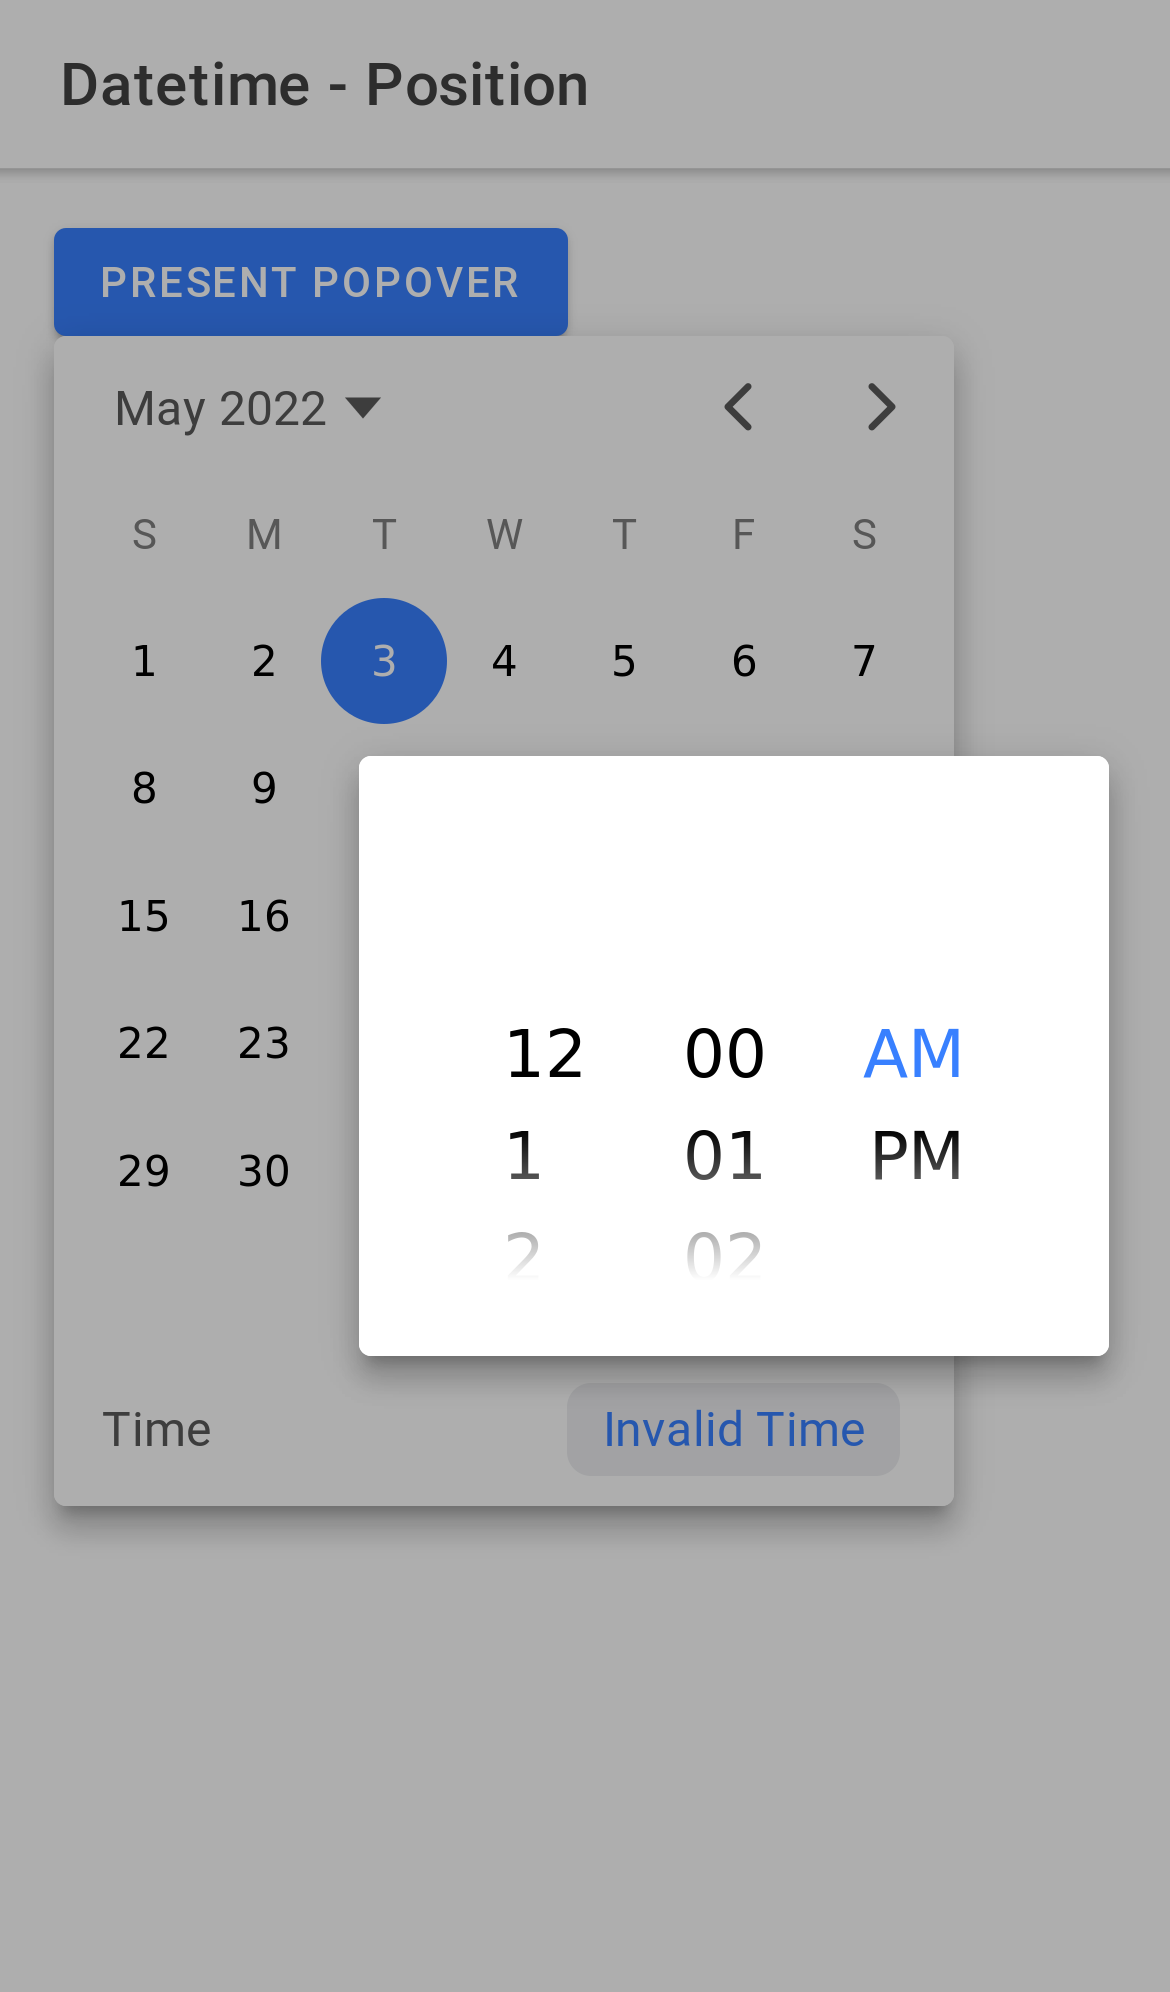 Datetime - Position
PRESENT POPOVER
May 2022
S M T W T F S
1 2 3 4 5 6 7
8 9
15 16
22 23
29 30
12 00 AM
1 01 PM
2 02
Time Invalid Time